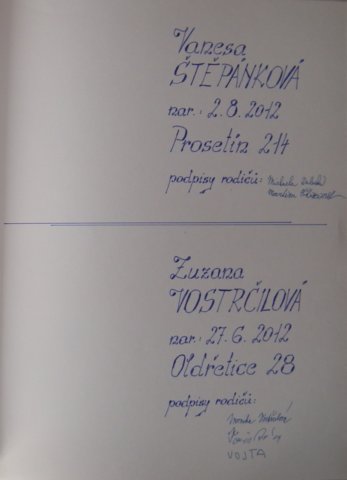 Vanesa
ŠTĚPÁNKOVÁ
nar.: 2. 8. 2012
Prosetín 214
podpisy rodičů:
Zuzana
VOSTRČILOVÁ
nar.: 27. 6. 2012
Oldřetice 28
podpisy rodičů:
VOJTA